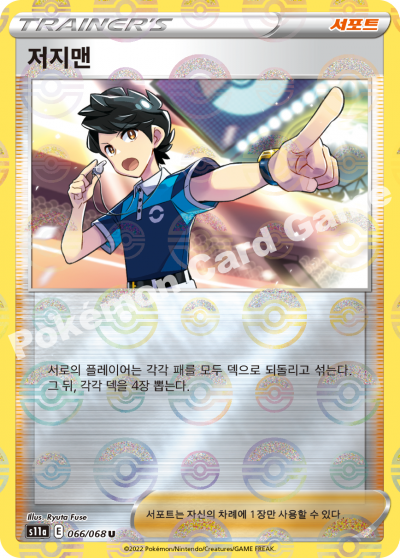 TRAINER'S
서포트
저지맨
Pokémon Card Game
서로의 플레이어는 각각 패를 모두 덱으로 되돌리고 섞는다.
그 뒤, 각각 덱을 4장 뽑는다.
Illus. Ryuta Fuse
s11a E 066/068 U
서포트는 자신의 차례에 1장만 사용할 수 있다.
©2022 Pokémon/Nintendo/Creatures/GAME FREAK.